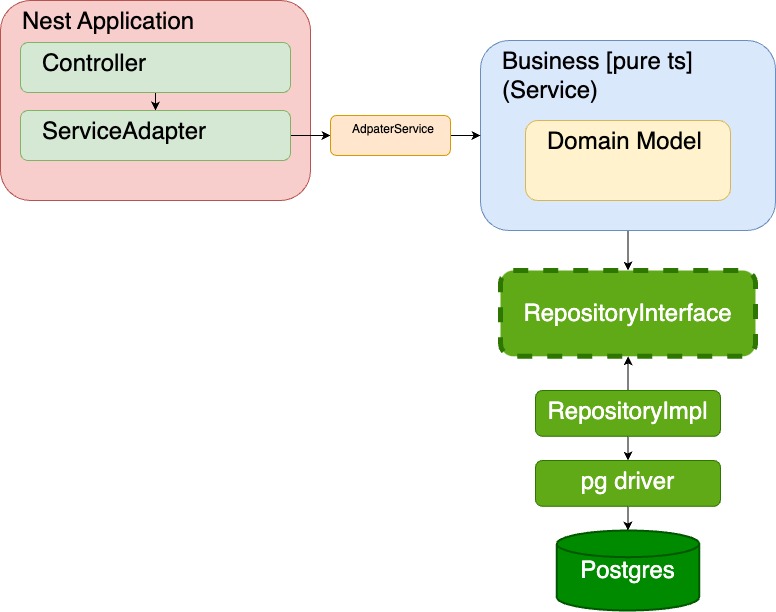 Nest Application
Controller
ServiceAdapter
AdpaterService
Business [pure ts]
(Service)
Domain Model
RepositoryInterface
RepositoryImpl
pg driver
Postgres